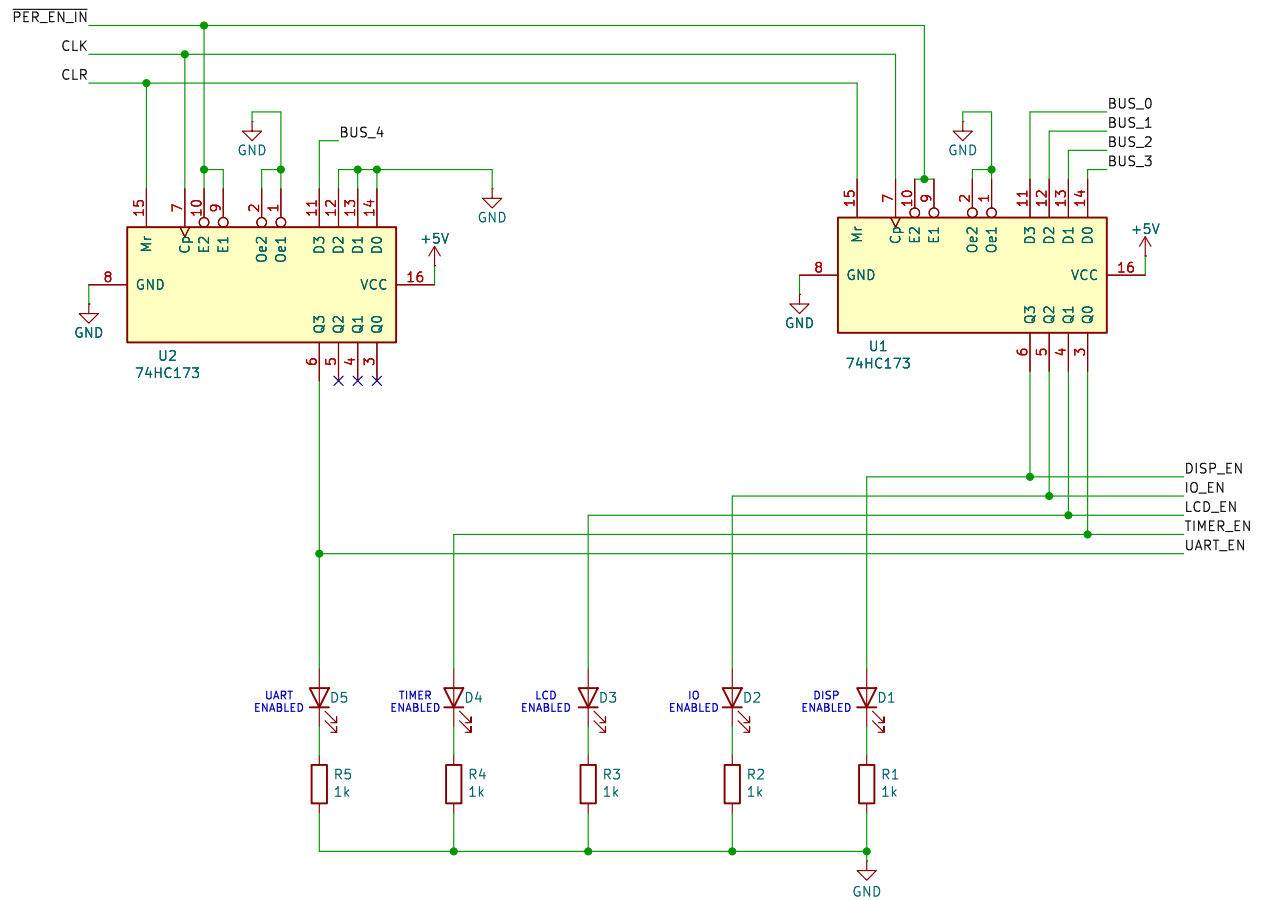 PER_EN_IN
CLK
CLR
BUS_0
BUS_1
BUS_2
BUS_3
BUS_4
GND
GND
GND
15
7
10
9
2
1
11
12
13
14
Mr
Cp
E2
E1
Oe2
Oe1
D3
D2
D1
D0
+5V
8
GND
VCC
16
GND
Q3
Q2
Q1
Q0
6
5
4
3
U2
74HC173
15
7
10
9
2
1
11
12
13
14
Mr
Cp
E2
E1
Oe2
Oe1
D3
D2
D1
D0
+5V
8
GND
VCC
16
GND
Q3
Q2
Q1
Q0
6
5
4
3
U1
74HC173
DISP_EN
IO_EN
LCD_EN
TIMER_EN
UART_EN
UART
ENABLED
D5
TIMER
ENABLED
D4
LCD
ENABLED
D3
IO
ENABLED
D2
DISP
ENABLED
D1
R5
1k
R4
1k
R3
1k
R2
1k
R1
1k
GND